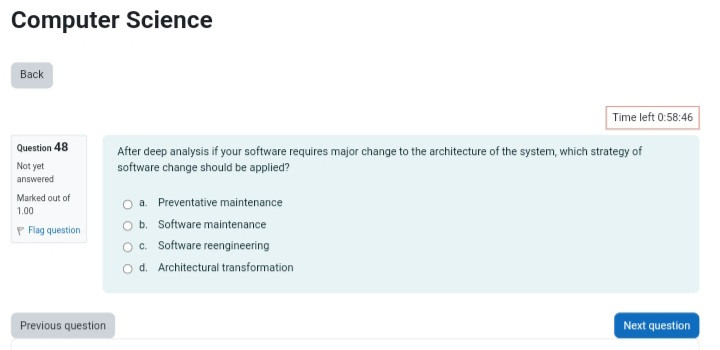 Computer Science
Back
Time left 0:58:46
Question 48
Not yet
answered
Marked out of
1.00
Flag question
After deep analysis if your software requires major change to the architecture of the system, which strategy of
software change should be applied?
a. Preventative maintenance
b. Software maintenance
c. Software reengineering
d. Architectural transformation
Previous question
Next question